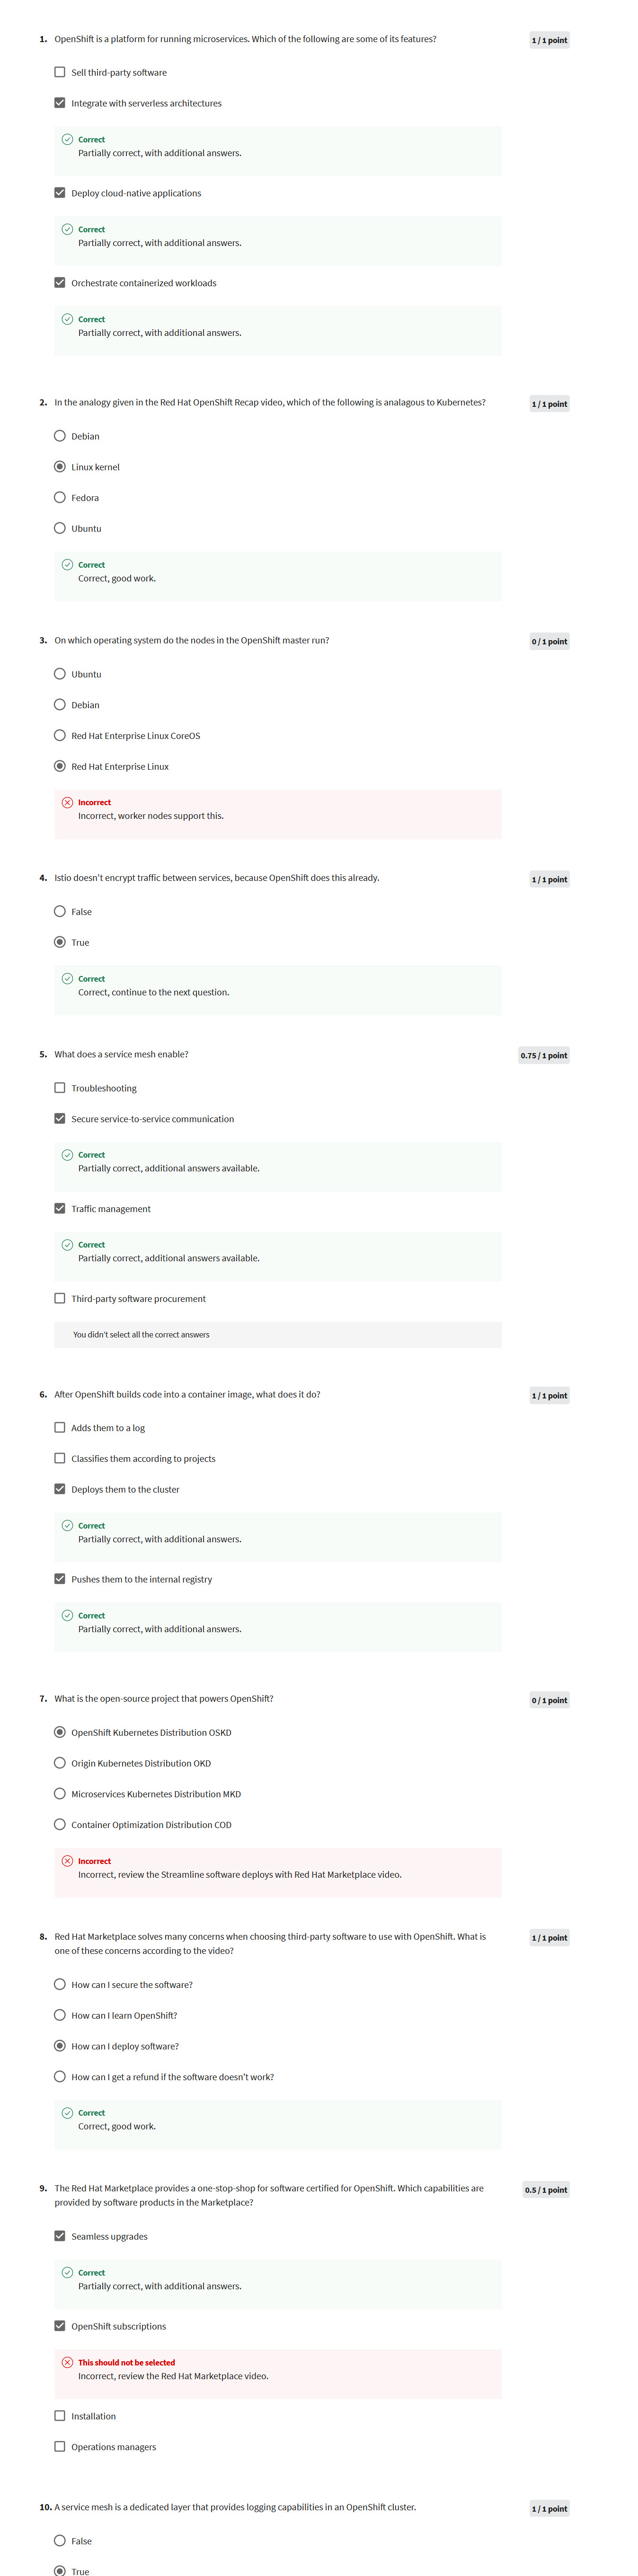 1. OpenShift is a platform for running microservices. Which of the following are some of its features?
1 / 1 point
Sell third-party software
Integrate with serverless architectures
Correct
Partially correct, with additional answers.
Deploy cloud-native applications
Correct
Partially correct, with additional answers.
Orchestrate containerized workloads
Correct
Partially correct, with additional answers.
2. In the analogy given in the Red Hat OpenShift Recap video, which of the following is analagous to Kubernetes?
1 / 1 point
Debian
Linux kernel
Fedora
Ubuntu
Correct
Correct, good work.
3. On which operating system do the nodes in the OpenShift master run?
0 / 1 point
Ubuntu
Debian
Red Hat Enterprise Linux CoreOS
Red Hat Enterprise Linux
Incorrect
Incorrect, worker nodes support this.
4. Istio doesn't encrypt traffic between services, because OpenShift does this already.
1 / 1 point
False
True
Correct
Correct, continue to the next question.
5. What does a service mesh enable?
0.75 / 1 point
Troubleshooting
Secure service-to-service communication
Correct
Partially correct, additional answers available.
Traffic management
Correct
Partially correct, additional answers available.
Third-party software procurement
You didn't select all the correct answers
6. After OpenShift builds code into a container image, what does it do?
1 / 1 point
Adds them to a log
Classifies them according to projects
Deploys them to the cluster
Correct
Partially correct, with additional answers.
Pushes them to the internal registry
Correct
Partially correct, with additional answers.
7. What is the open-source project that powers OpenShift?
0 / 1 point
OpenShift Kubernetes Distribution OSKD
Origin Kubernetes Distribution OKD
Microservices Kubernetes Distribution MKD
Container Optimization Distribution COD
Incorrect
Incorrect, review the Streamline software deploys with Red Hat Marketplace video.
8. Red Hat Marketplace solves many concerns when choosing third-party software to use with OpenShift. What is
one of these concerns according to the video?
1 / 1 point
How can I secure the software?
How can I learn OpenShift?
How can I deploy software?
How can I get a refund if the software doesn't work?
Correct
Correct, good work.
9. The Red Hat Marketplace provides a one-stop-shop for software certified for OpenShift. Which capabilities are
provided by software products in the Marketplace?
0.5 / 1 point
Seamless upgrades
Correct
Partially correct, with additional answers.
OpenShift subscriptions
This should not be selected
Incorrect, review the Red Hat Marketplace video.
Installation
Operations managers
10. A service mesh is a dedicated layer that provides logging capabilities in an OpenShift cluster.
1 / 1 point
False
True